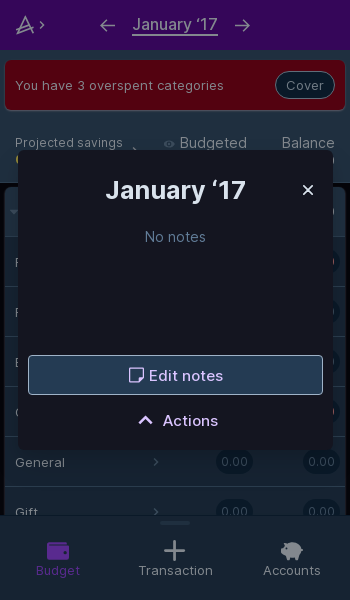 January ‘17
You have 3 overspent categories
Cover
Projected savings
Budgeted
Balance
January ‘17
No notes
Edit notes
Actions
General
0.00
0.00
Gift
0.00
0.00
Budget
Transaction
Accounts